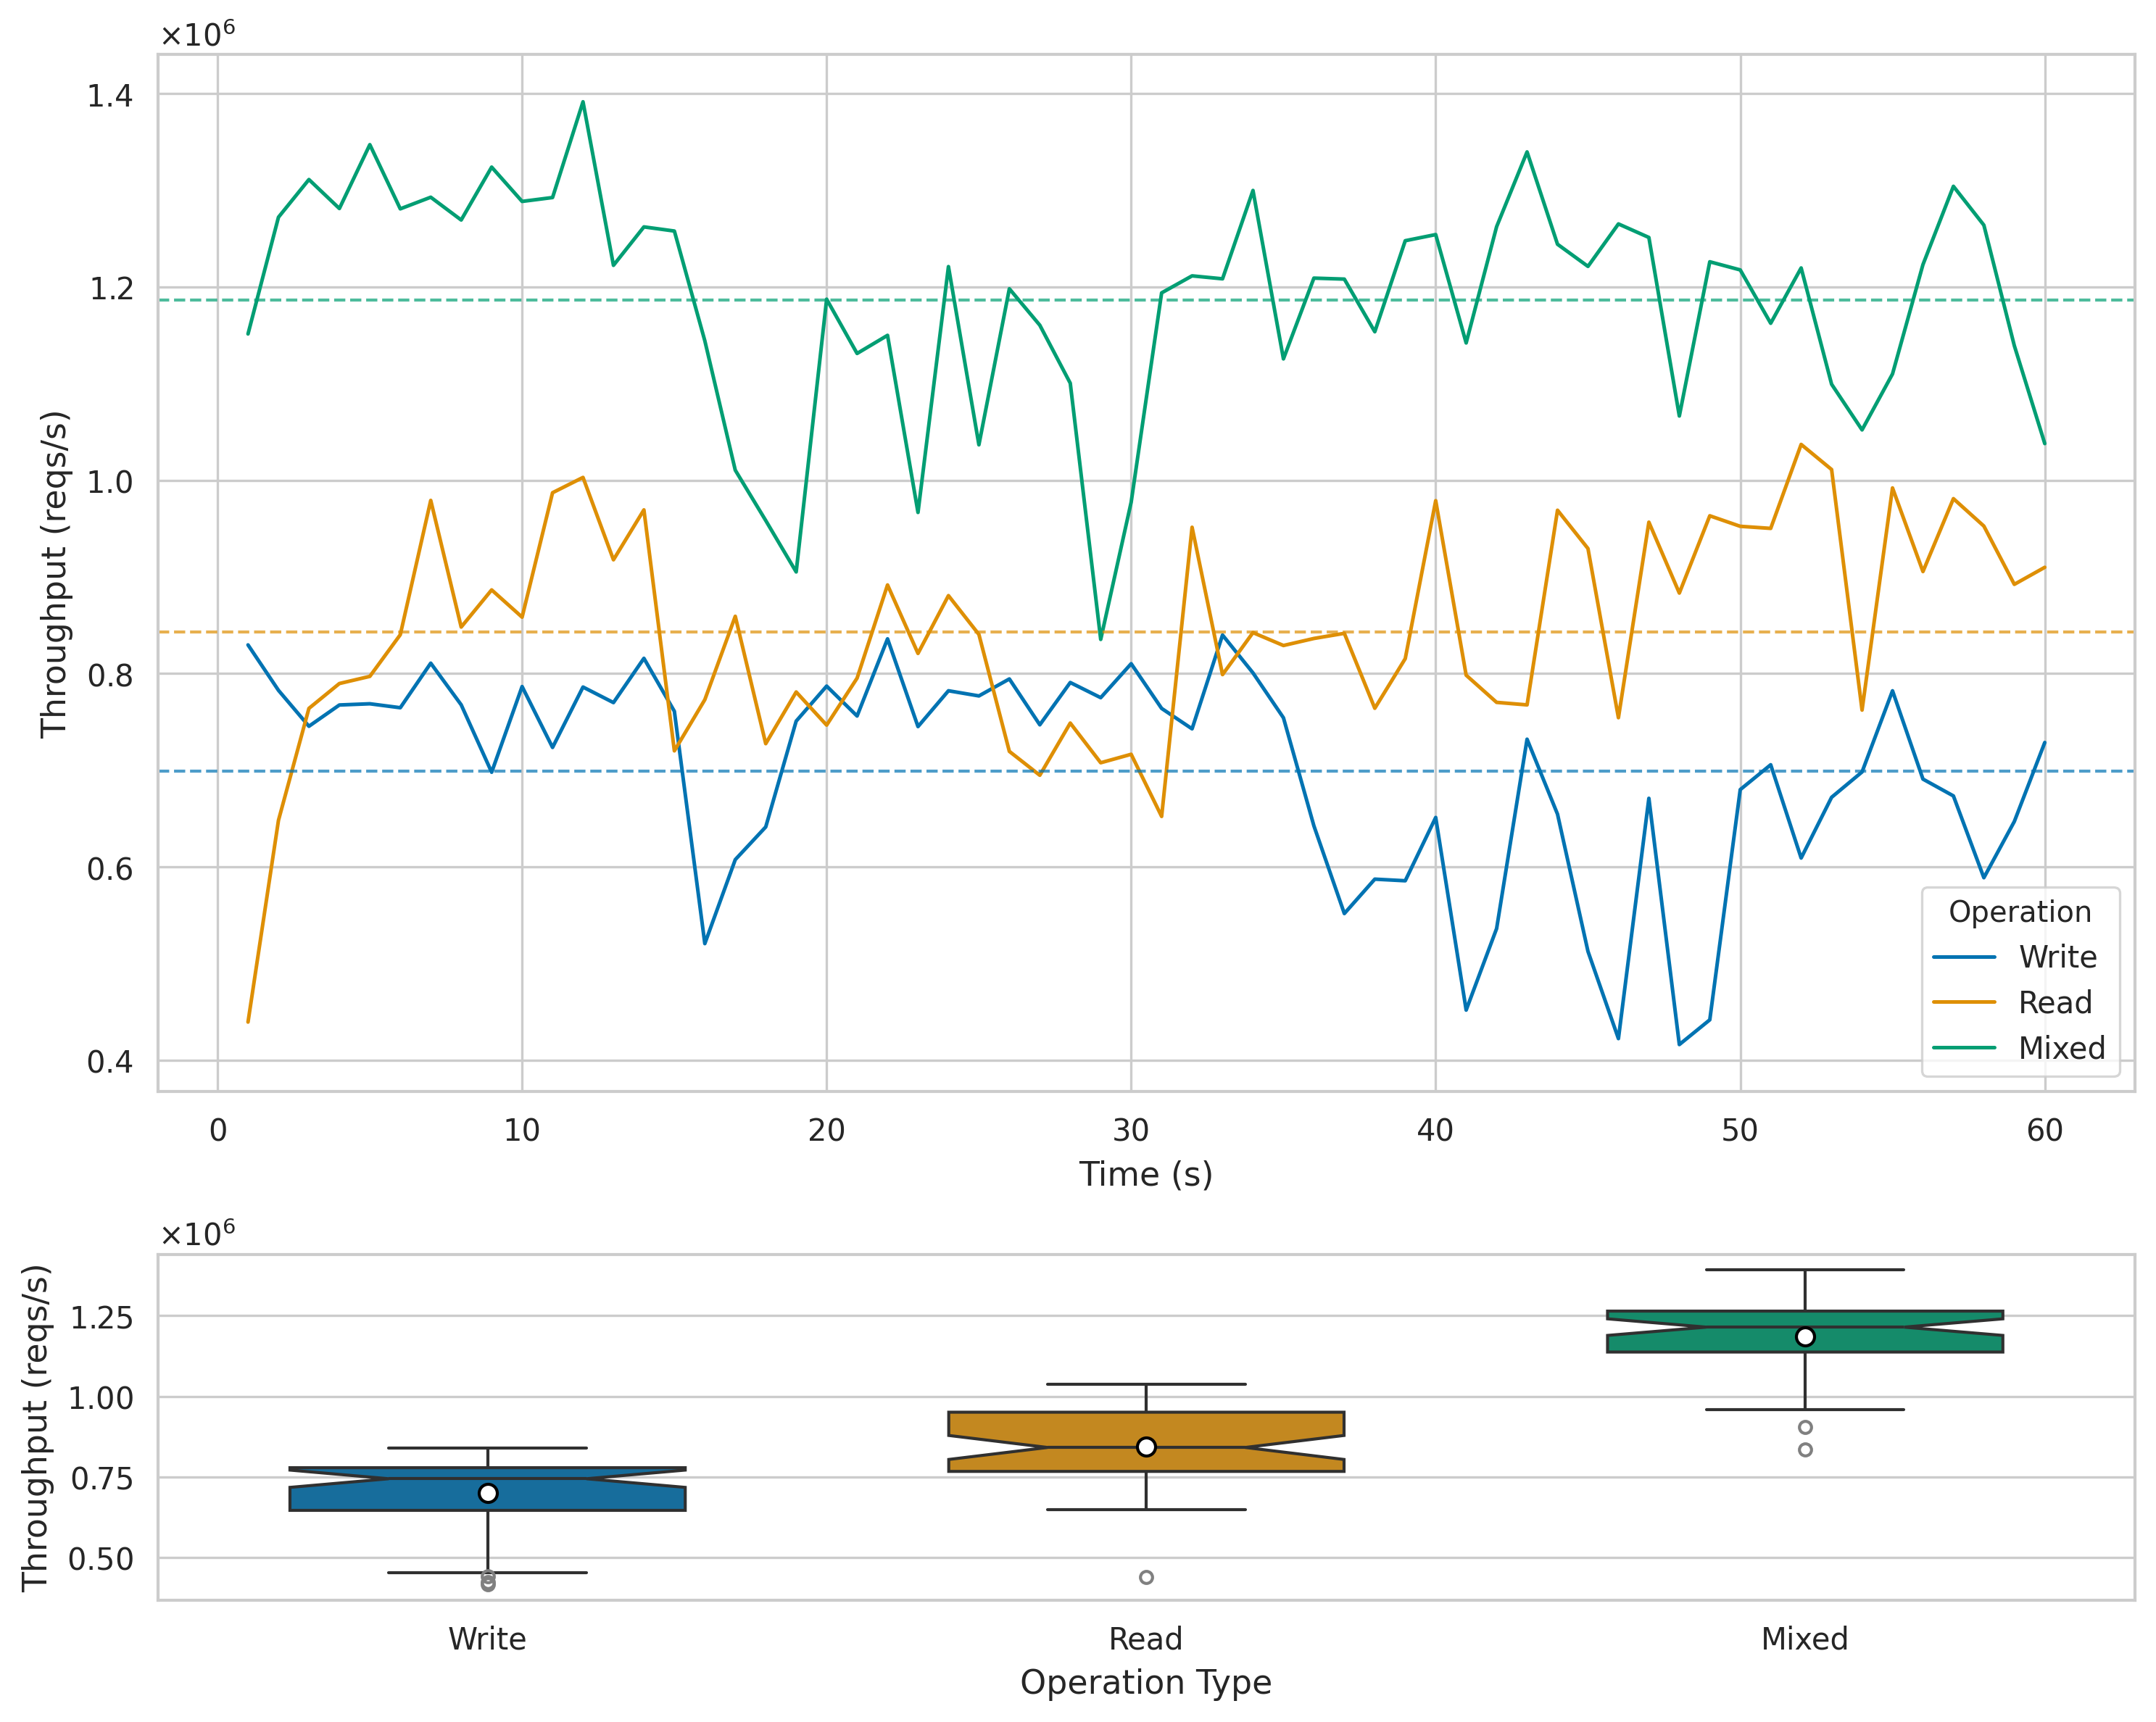 ×10⁶
1.4
1.2
1.0
0.8
0.6
0.4
Throughput (reqs/s)
0 10 20 30 40 50 60
Time (s)
Operation
Write
Read
Mixed
×10⁶
1.25
1.00
0.75
0.50
Throughput (reqs/s)
Write Read Mixed
Operation Type